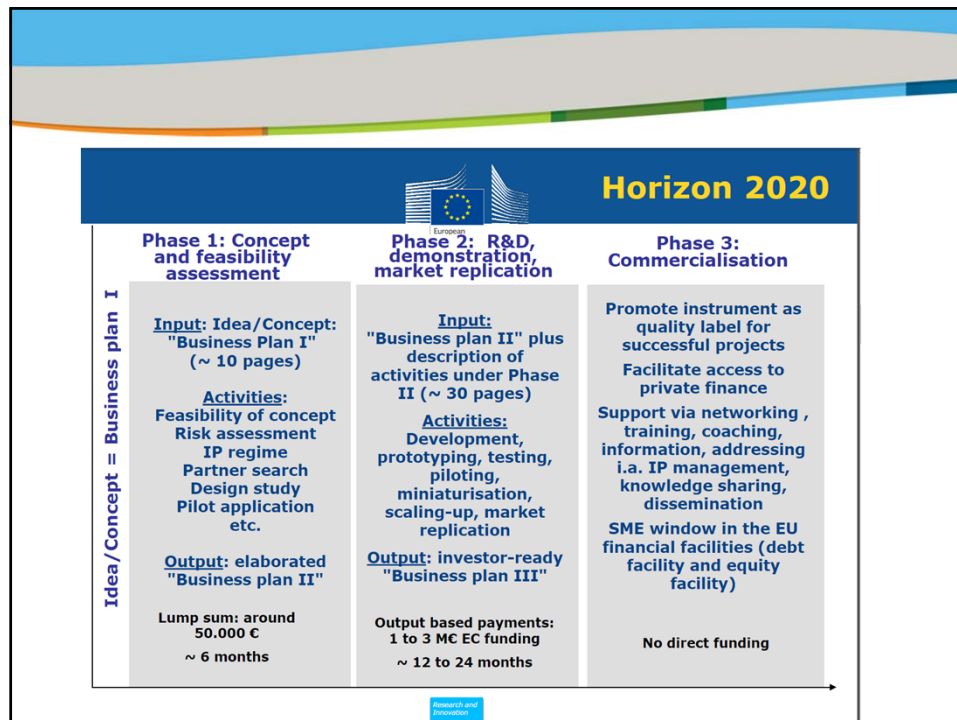 Horizon 2020
European
Idea/Concept = Business plan I
Phase 1: Concept
and feasibility
assessment
Input: Idea/Concept:
"Business Plan I"
(~ 10 pages)
Activities:
Feasibility of concept
Risk assessment
IP regime
Partner search
Design study
Pilot application
etc.
Output: elaborated
"Business plan II"
Lump sum: around
50.000 €
~ 6 months
Phase 2: R&D,
demonstration,
market replication
Input:
"Business plan II" plus
description of
activities under Phase
II (~ 30 pages)
Activities:
Development,
prototyping, testing,
piloting,
miniaturisation,
scaling-up, market
replication
Output: investor-ready
"Business plan III"
Output based payments:
1 to 3 M€ EC funding
~ 12 to 24 months
Phase 3:
Commercialisation
Promote instrument as
quality label for
successful projects
Facilitate access to
private finance
Support via networking ,
training, coaching,
information, addressing
i.a. IP management,
knowledge sharing,
dissemination
SME window in the EU
financial facilities (debt
facility and equity
facility)
No direct funding
Research and
Innovation